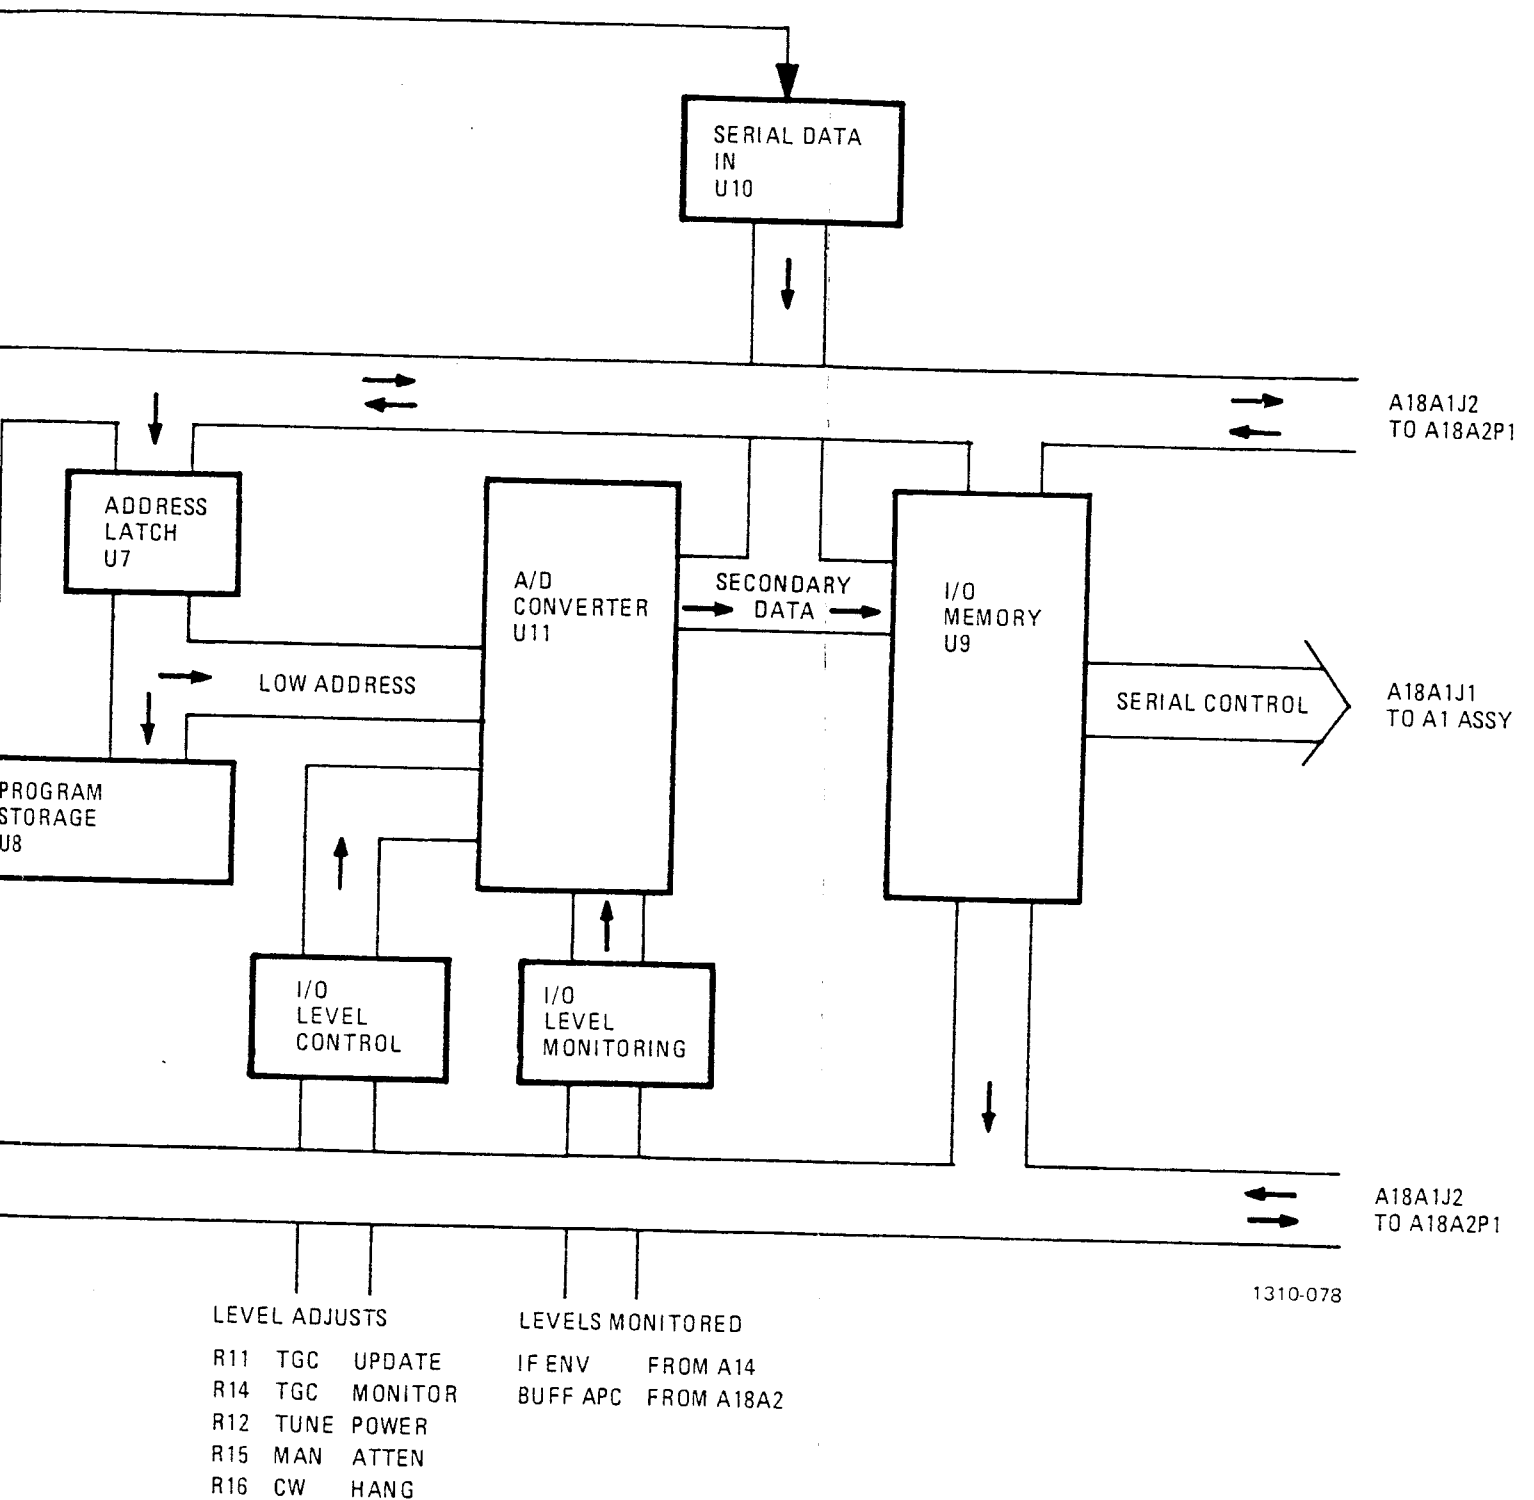 SERIAL DATA
IN
U10
A18A1J2
TO A18A2P1
ADDRESS
LATCH
U7
A/D
CONVERTER
U11
SECONDARY
DATA
I/O
MEMORY
U9
LOW ADDRESS
SERIAL CONTROL
A18A1J1
TO A1 ASSY
PROGRAM
STORAGE
U8
I/O
LEVEL
CONTROL
I/O
LEVEL
MONITORING
A18A1J2
TO A18A2P1
1310-078
LEVEL ADJUSTS
R11 TGC UPDATE
R14 TGC MONITOR
R12 TUNE POWER
R15 MAN ATTEN
R16 CW HANG
LEVELS MONITORED
IF ENV FROM A14
BUFF APC FROM A18A2